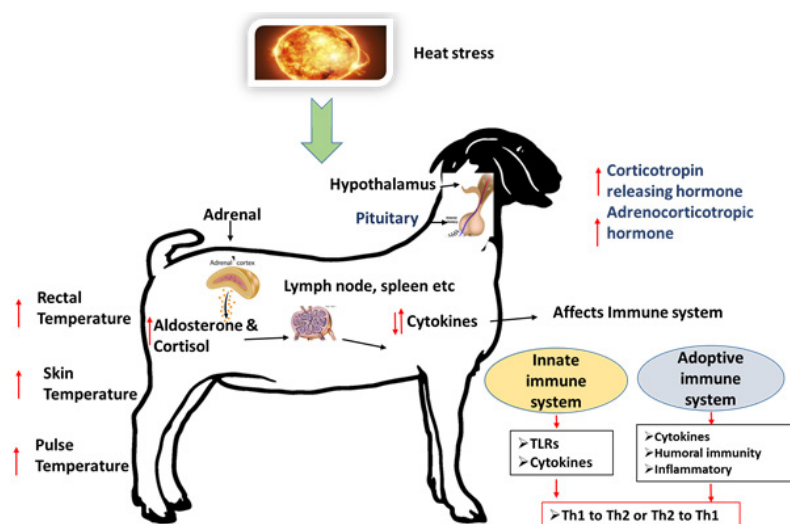 Heat stress
Hypothalamus
Pituitary
Corticotropin
releasing hormone
Adrenocorticotropic
hormone
Adrenal
Adrenal cortex
Lymph node, spleen etc
Rectal
Temperature
Aldosterone &
Cortisol
Cytokines
Affects Immune system
Skin
Temperature
Pulse
Temperature
Innate
immune
system
Adoptive
immune
system
➢TLRs
➢Cytokines
➢Cytokines
➢Humoral immunity
➢Inflammatory
➢Th1 to Th2 or Th2 to Th1